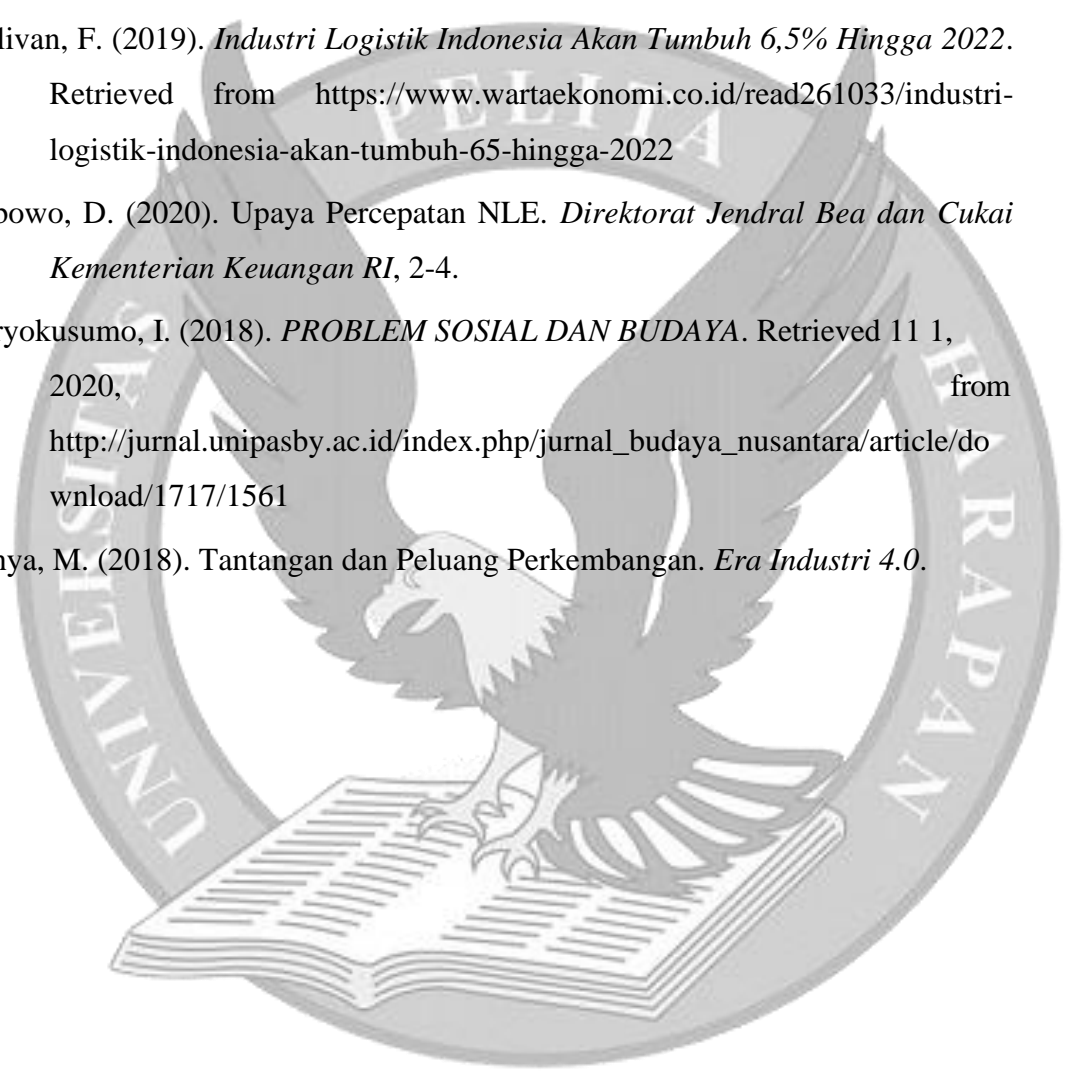 livan, F. (2019). Industri Logistik Indonesia Akan Tumbuh 6,5% Hingga 2022.
Retrieved from https://www.wartaekonomi.co.id/read261033/industri-
logistik-indonesia-akan-tumbuh-65-hingga-2022
bowo, D. (2020). Upaya Percepatan NLE. Direktorat Jendral Bea dan Cukai
Kementerian Keuangan RI, 2-4.
ryokusumo, I. (2018). PROBLEM SOSIAL DAN BUDAYA. Retrieved 11 1,
2020, from
http://jurnal.unipasby.ac.id/index.php/jurnal_budaya_nusantara/article/do
wnload/1717/1561
nya, M. (2018). Tantangan dan Peluang Perkembangan. Era Industri 4.0.
UNIVERSITAS PELITA HARAPAN